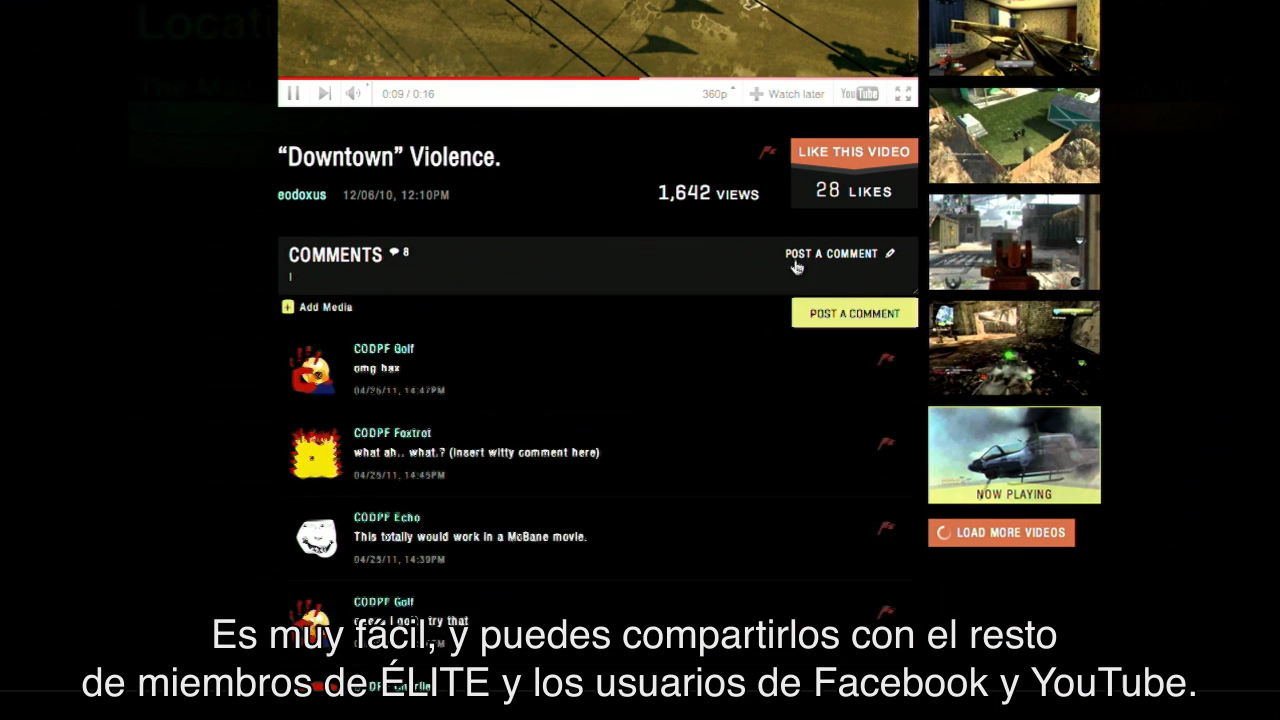 0:09 / 0:16
360p
Watch later
YouTube
“Downtown” Violence.
LIKE THIS VIDEO
eodoxus
12/06/10, 12:10PM
1,642 VIEWS
28 LIKES
COMMENTS 8
POST A COMMENT
Add Media
POST A COMMENT
CODPF Golf
omg hax
04/25/11, 14:47PM
CODPF Foxtrot
what ah.. what.? (insert witty comment here)
04/25/11, 14:45PM
NOW PLAYING
CODPF Echo
This totally would work in a McBane movie.
04/25/11, 14:39PM
LOAD MORE VIDEOS
CODPF Golf
try that
Es muy fácil, y puedes compartirlos con el resto
de miembros de ÉLITE y los usuarios de Facebook y YouTube.